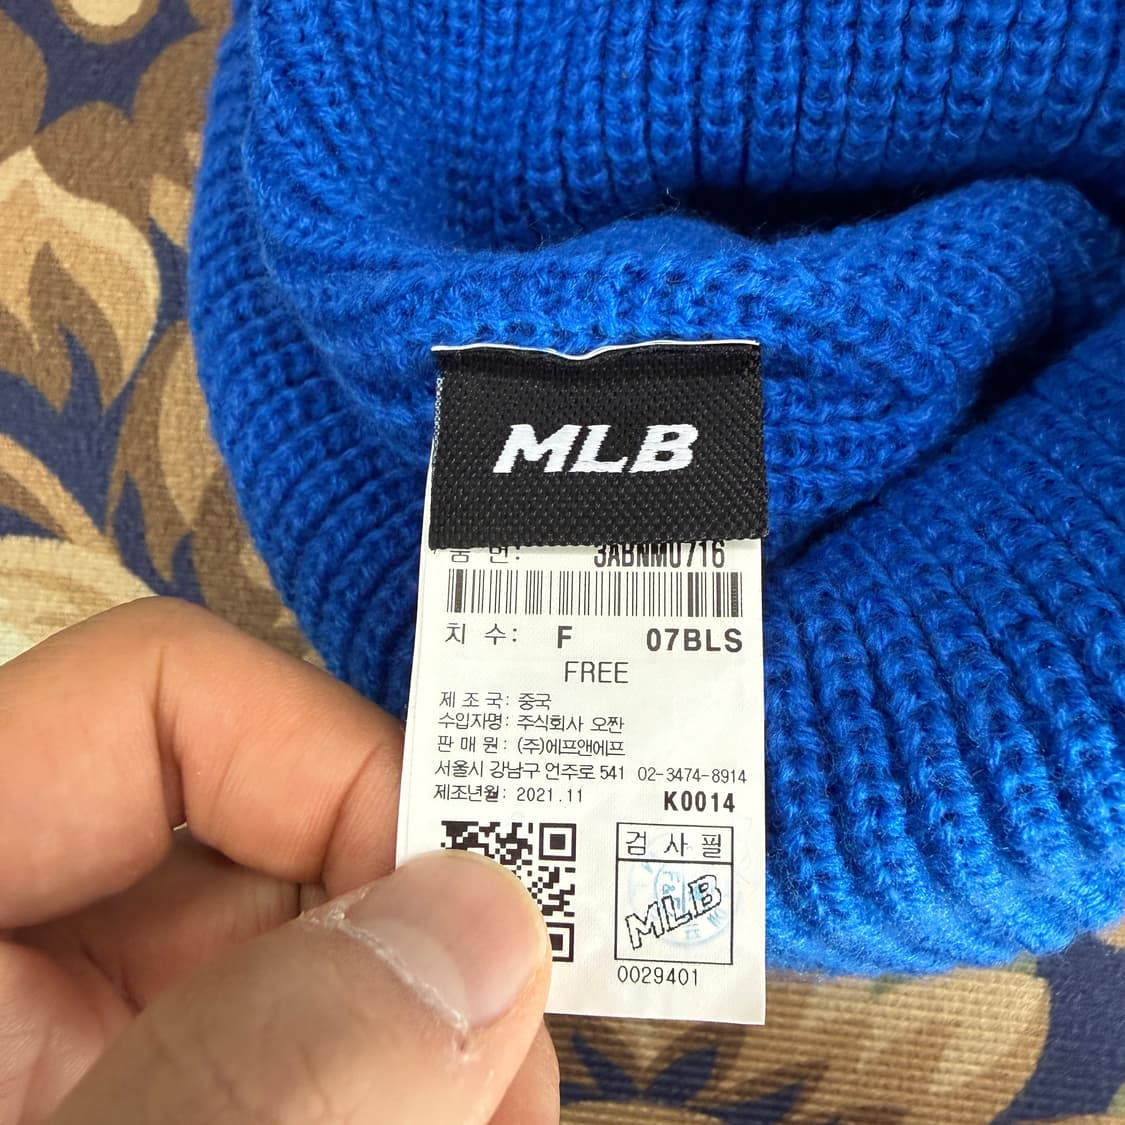 MLB
품 번: 3ABNM0716
치 수: F 07BLS
FREE
제 조 국: 중국
수입자명: 주식회사 오짠
판 매 원: (주)에프앤에프
서울시 강남구 언주로 541 02-3474-8914
제조년월: 2021.11 K0014
검 사 필
MLB
0029401